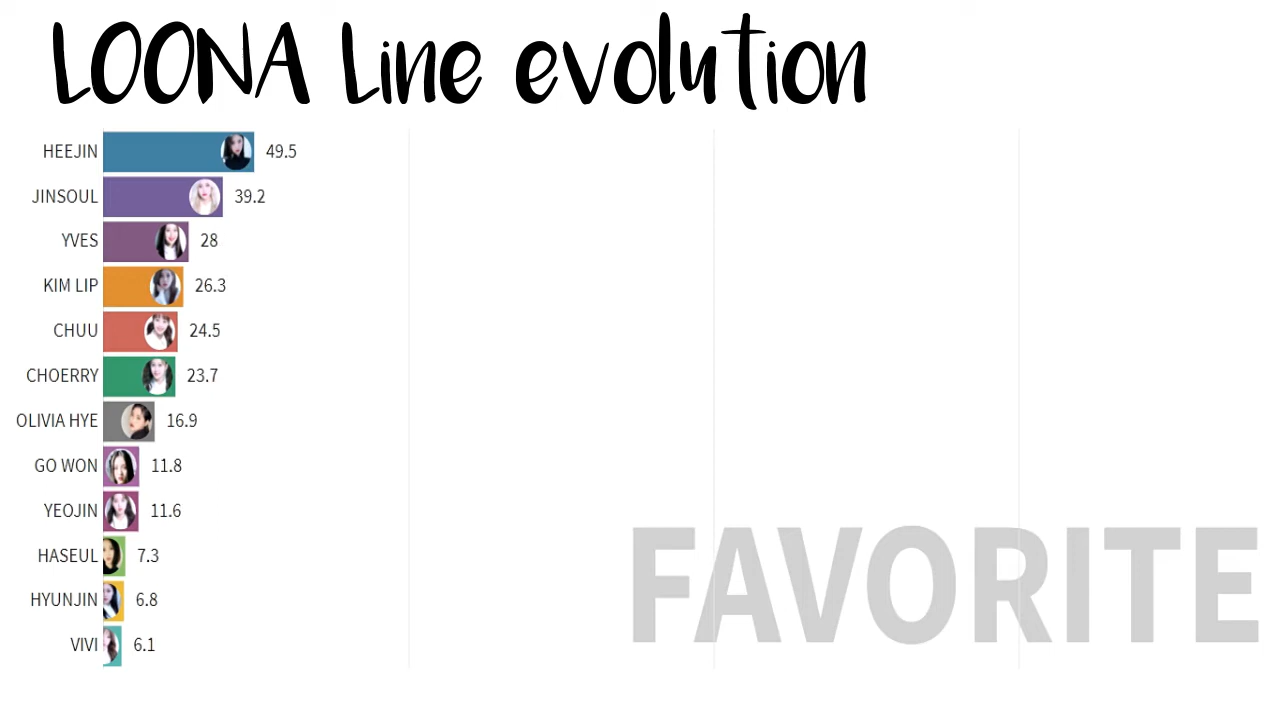 LOONA Line evolution
HEEJIN 49.5
JINSOUL 39.2
YVES 28
KIM LIP 26.3
CHUU 24.5
CHOERRY 23.7
OLIVIA HYE 16.9
GO WON 11.8
YEOJIN 11.6
HASEUL 7.3
HYUNJIN 6.8
VIVI 6.1
FAVORITE